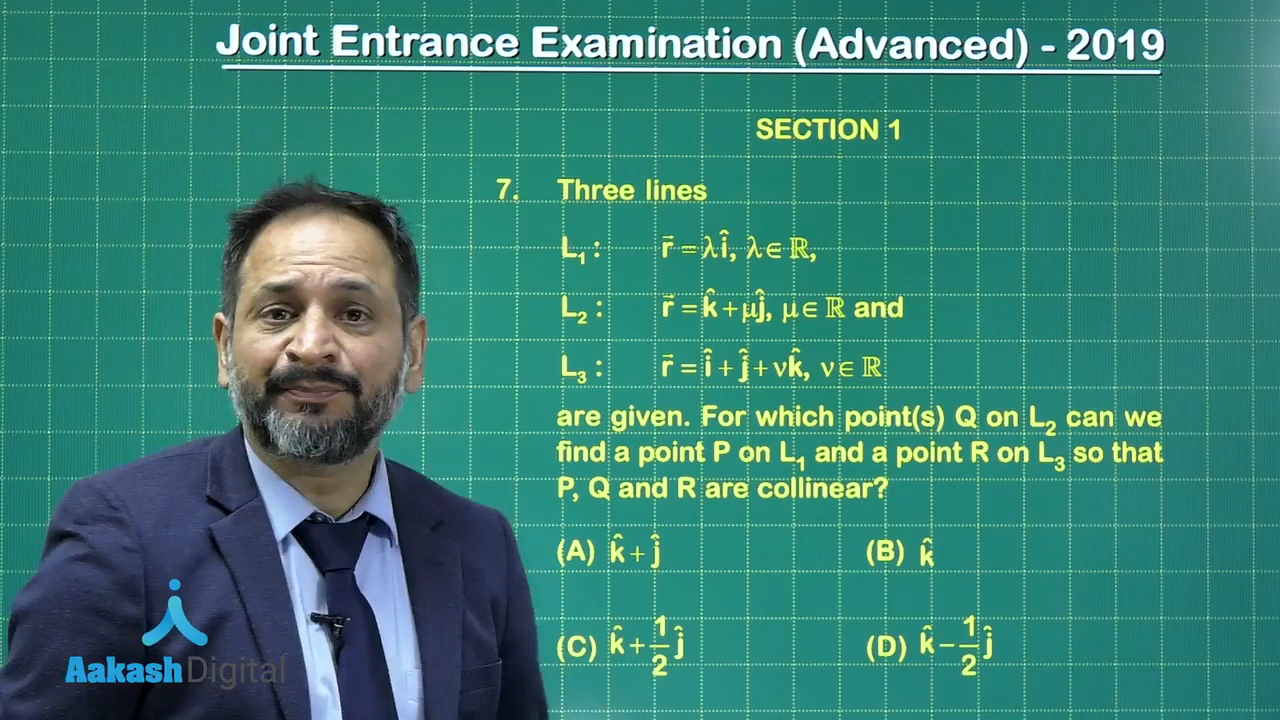 Joint Entrance Examination (Advanced) - 2019
SECTION 1
7. Three lines
L₁ : r⃗ = λî, λ ∈ ℝ,
L₂ : r⃗ = k̂ + μĵ, μ ∈ ℝ and
L₃ : r⃗ = î + ĵ + νk̂, ν ∈ ℝ
are given. For which point(s) Q on L₂ can we
find a point P on L₁ and a point R on L₃ so that
P, Q and R are collinear?
(A) k̂ + ĵ (B) k̂
(C) k̂ + 1/2 ĵ (D) k̂ − 1/2 ĵ
Aakash Digital